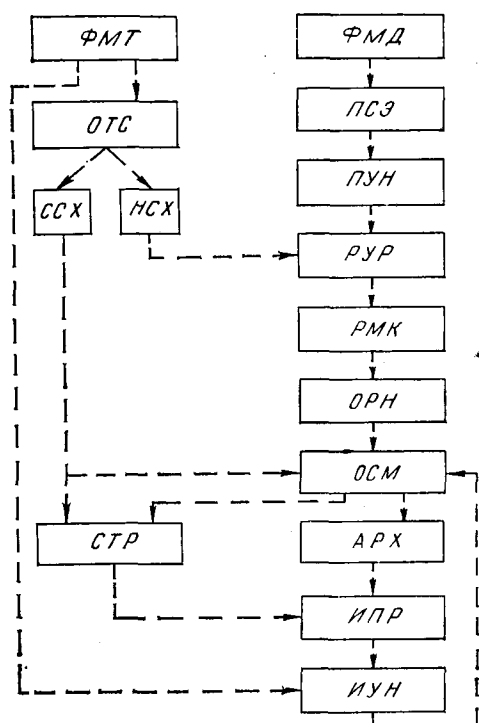 ФМТ
ФМД
ОТС
ПСЭ
ПУН
ССХ
НСХ
РУР
РМК
ОРН
ОСМ
СТР
АРХ
ИПР
ИУН